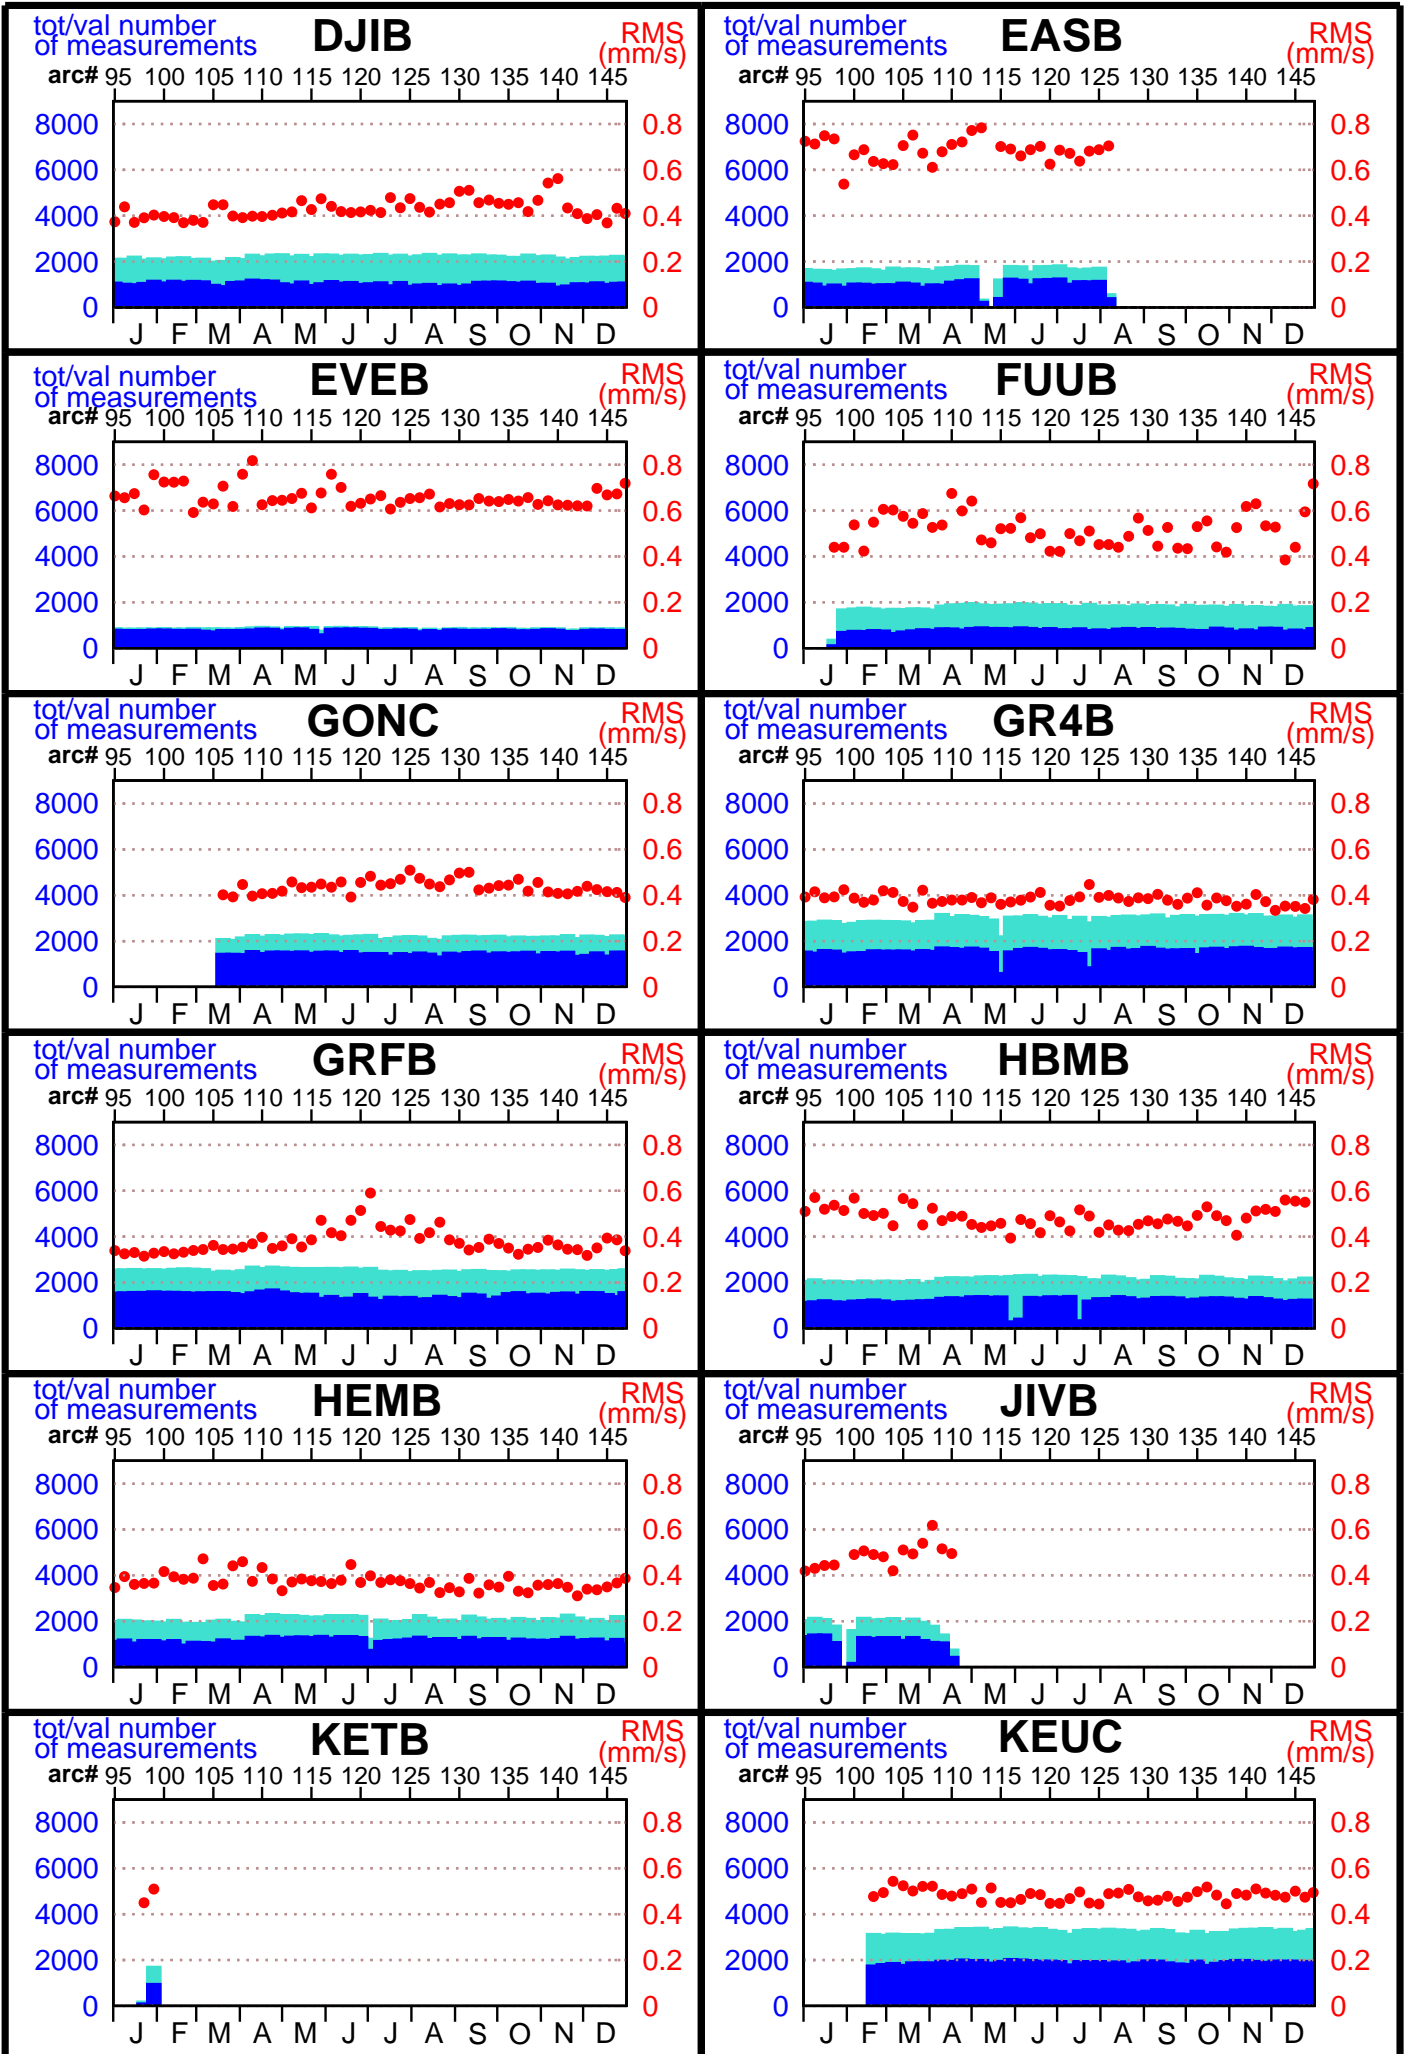 tot/val number
of measurements
DJIB
RMS
(mm/s)
arc# 95 100 105 110 115 120 125 130 135 140 145
8000 0.8
6000 0.6
4000 0.4
2000 0.2
0 0
J F M A M J J A S O N D
tot/val number
of measurements
EASB
RMS
(mm/s)
arc# 95 100 105 110 115 120 125 130 135 140 145
8000 0.8
6000 0.6
4000 0.4
2000 0.2
0 0
J F M A M J J A S O N D
tot/val number
of measurements
EVEB
RMS
(mm/s)
arc# 95 100 105 110 115 120 125 130 135 140 145
8000 0.8
6000 0.6
4000 0.4
2000 0.2
0 0
J F M A M J J A S O N D
tot/val number
of measurements
FUUB
RMS
(mm/s)
arc# 95 100 105 110 115 120 125 130 135 140 145
8000 0.8
6000 0.6
4000 0.4
2000 0.2
0 0
J F M A M J J A S O N D
tot/val number
of measurements
GONC
RMS
(mm/s)
arc# 95 100 105 110 115 120 125 130 135 140 145
8000 0.8
6000 0.6
4000 0.4
2000 0.2
0 0
J F M A M J J A S O N D
tot/val number
of measurements
GR4B
RMS
(mm/s)
arc# 95 100 105 110 115 120 125 130 135 140 145
8000 0.8
6000 0.6
4000 0.4
2000 0.2
0 0
J F M A M J J A S O N D
tot/val number
of measurements
GRFB
RMS
(mm/s)
arc# 95 100 105 110 115 120 125 130 135 140 145
8000 0.8
6000 0.6
4000 0.4
2000 0.2
0 0
J F M A M J J A S O N D
tot/val number
of measurements
HBMB
RMS
(mm/s)
arc# 95 100 105 110 115 120 125 130 135 140 145
8000 0.8
6000 0.6
4000 0.4
2000 0.2
0 0
J F M A M J J A S O N D
tot/val number
of measurements
HEMB
RMS
(mm/s)
arc# 95 100 105 110 115 120 125 130 135 140 145
8000 0.8
6000 0.6
4000 0.4
2000 0.2
0 0
J F M A M J J A S O N D
tot/val number
of measurements
JIVB
RMS
(mm/s)
arc# 95 100 105 110 115 120 125 130 135 140 145
8000 0.8
6000 0.6
4000 0.4
2000 0.2
0 0
J F M A M J J A S O N D
tot/val number
of measurements
KETB
RMS
(mm/s)
arc# 95 100 105 110 115 120 125 130 135 140 145
8000 0.8
6000 0.6
4000 0.4
2000 0.2
0 0
J F M A M J J A S O N D
tot/val number
of measurements
KEUC
RMS
(mm/s)
arc# 95 100 105 110 115 120 125 130 135 140 145
8000 0.8
6000 0.6
4000 0.4
2000 0.2
0 0
J F M A M J J A S O N D